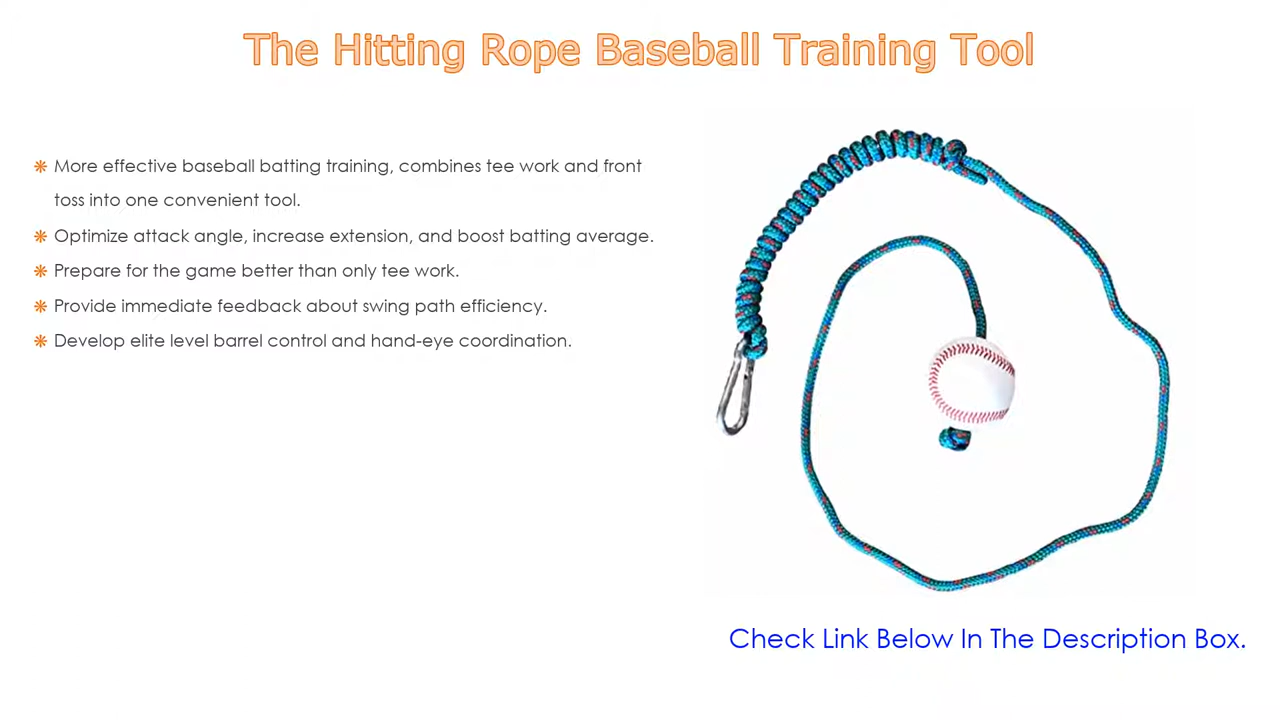 The Hitting Rope Baseball Training Tool
More effective baseball batting training, combines tee work and front
toss into one convenient tool.
Optimize attack angle, increase extension, and boost batting average.
Prepare for the game better than only tee work.
Provide immediate feedback about swing path efficiency.
Develop elite level barrel control and hand-eye coordination.
Check Link Below In The Description Box.